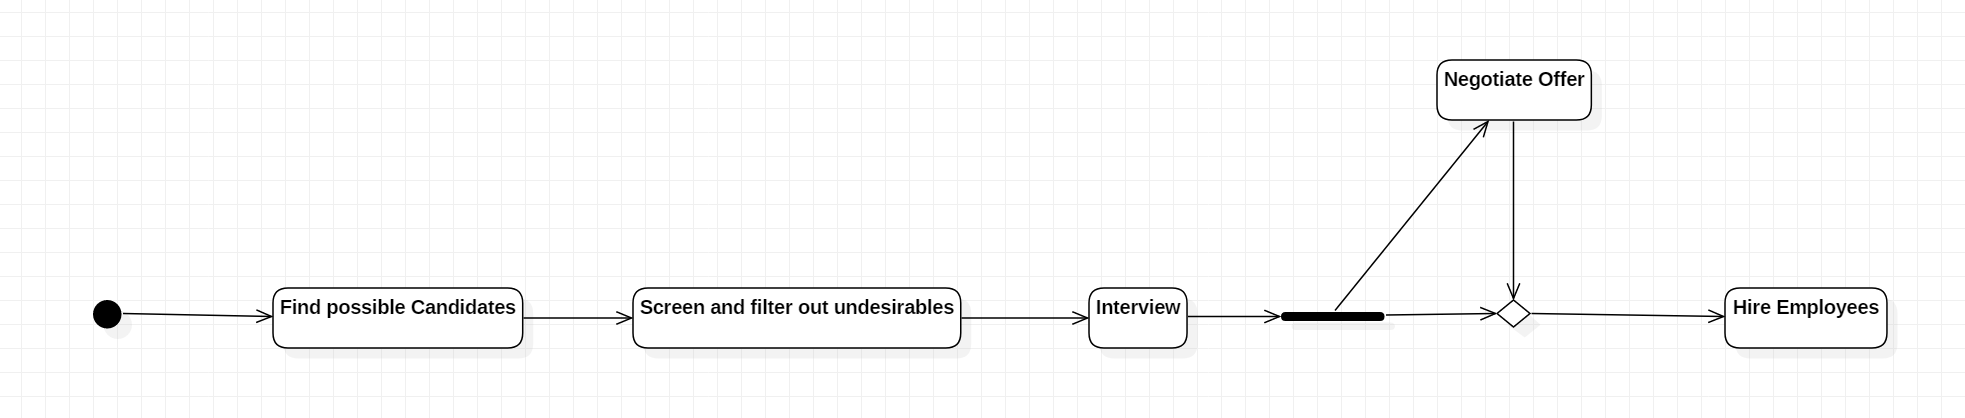 Negotiate Offer
Find possible Candidates
Screen and filter out undesirables
Interview
Hire Employees